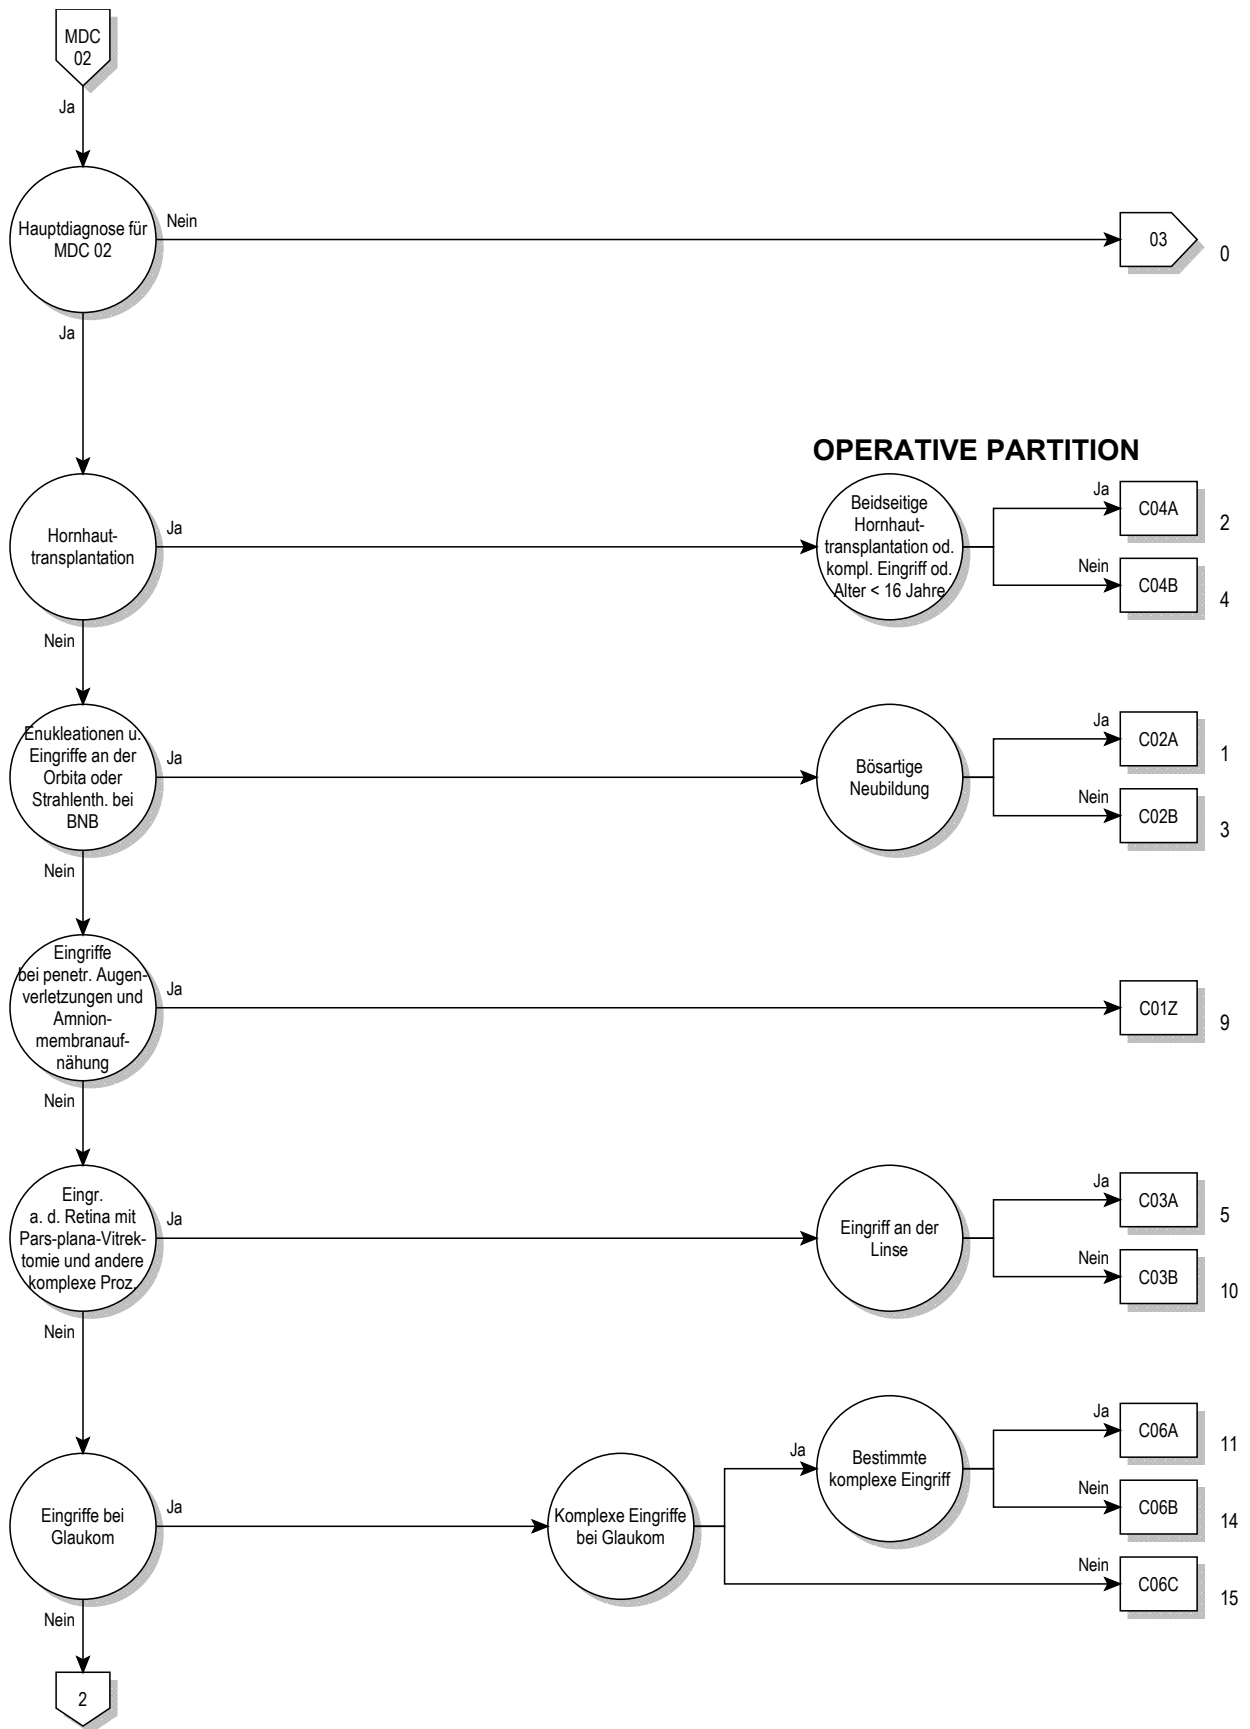 MDC
02
Ja
Hauptdiagnose für
MDC 02
Nein
03
0
Ja
OPERATIVE PARTITION
Hornhaut-
transplantation
Ja
Beidseitige
Hornhaut-
transplantation od.
kompl. Eingriff od.
Alter < 16 Jahre
Ja
C04A
2
Nein
C04B
4
Nein
Enukleationen u.
Eingriffe an der
Orbita oder
Strahlenth. bei
BNB
Ja
Bösartige
Neubildung
Ja
C02A
1
Nein
C02B
3
Nein
Eingriffe
bei penetr. Augen-
verletzungen und
Amnion-
membranauf-
nähung
Ja
C01Z
9
Nein
Eingr.
a. d. Retina mit
Pars-plana-Vitrek-
tomie und andere
komplexe Proz.
Ja
Eingriff an der
Linse
Ja
C03A
5
Nein
C03B
10
Nein
Eingriffe bei
Glaukom
Ja
Komplexe Eingriffe
bei Glaukom
Ja
Bestimmte
komplexe Eingriff
Ja
C06A
11
Nein
C06B
14
Nein
C06C
15
Nein
2